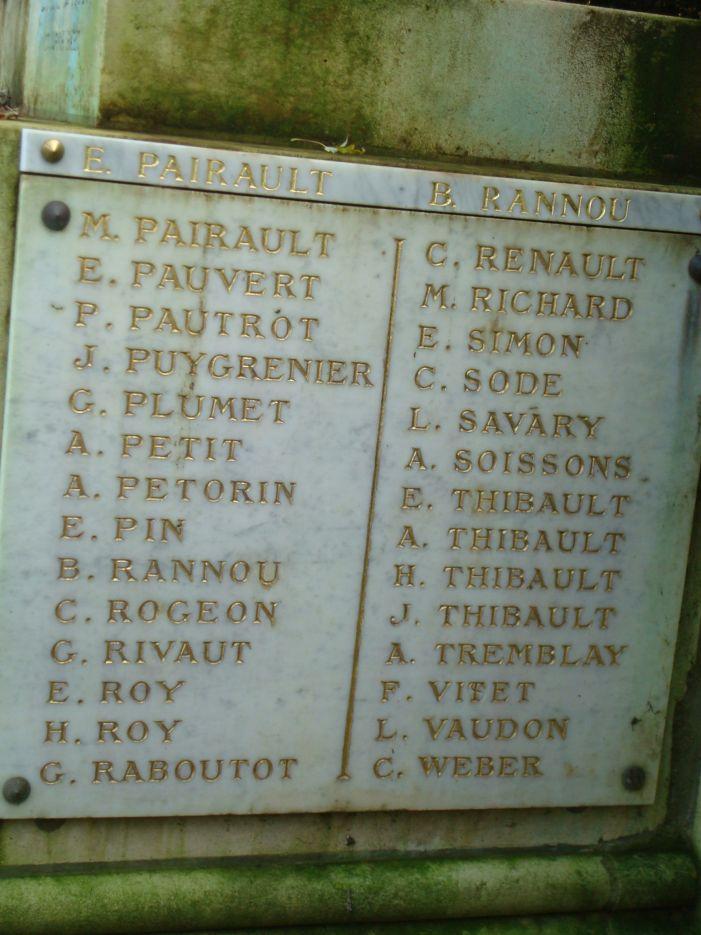 E. PAIRAULT
B. RANNOU
M. PAIRAULT
E. PAUVERT
P. PAUTROT
J. PUYGRENIER
G. PLUMET
A. PETIT
A. PETORIN
E. PIN
B. RANNOU
C. ROGEON
G. RIVAUT
E. ROY
H. ROY
G. RABOUTOT
C. RENAULT
M. RICHARD
E. SIMON
C. SODE
L. SAVARY
A. SOISSONS
E. THIBAULT
A. THIBAULT
H. THIBAULT
J. THIBAULT
A. TREMBLAY
F. VITET
L. VAUDON
C. WEBER